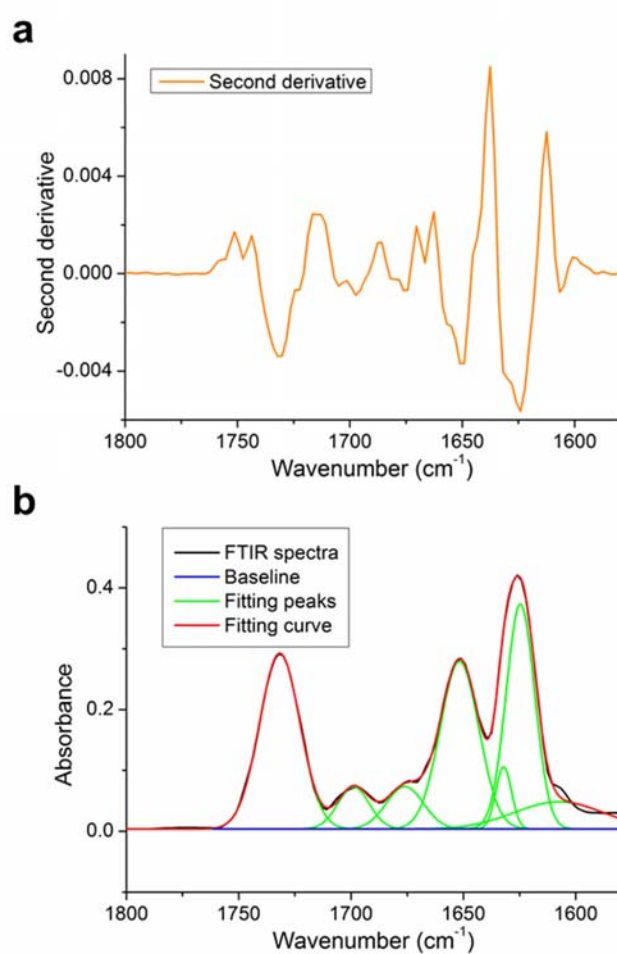 a
Second derivative
0.008
0.004
0.000
-0.004
Second derivative
1800 1750 1700 1650 1600
Wavenumber (cm⁻¹)
b
FTIR spectra
Baseline
Fitting peaks
Fitting curve
0.4
0.2
0.0
Absorbance
1800 1750 1700 1650 1600
Wavenumber (cm⁻¹)